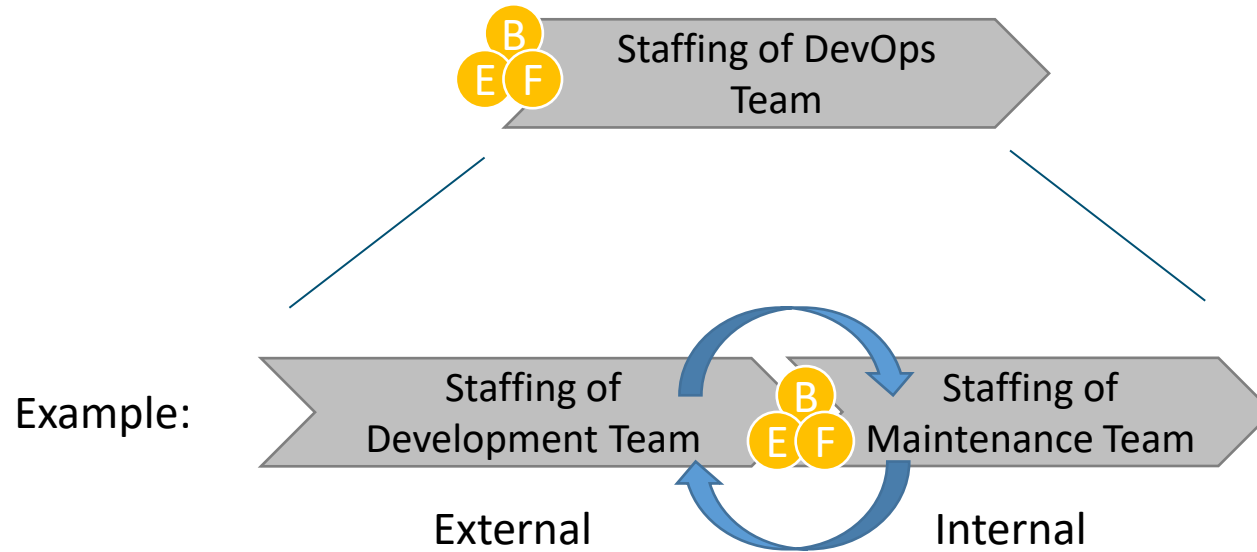 B
E F
Staffing of DevOps
Team
Example:
Staffing of
Development Team
B
E F
Staffing of
Maintenance Team
External
Internal